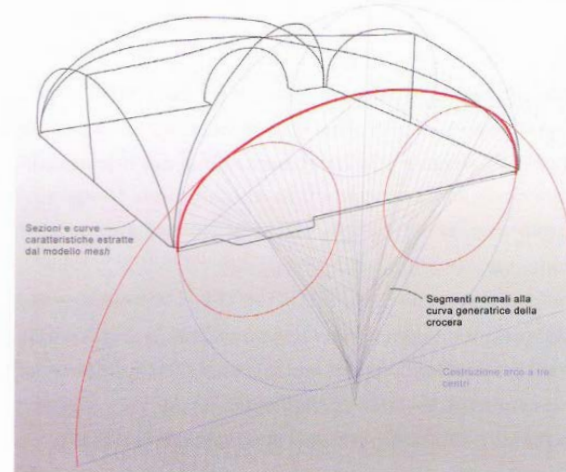 Sezioni e curve
caratteristiche estratte
dal modello mesh
Segmenti normali alla
curva generatrice della
crocera
Costruzione arco a tre
centri